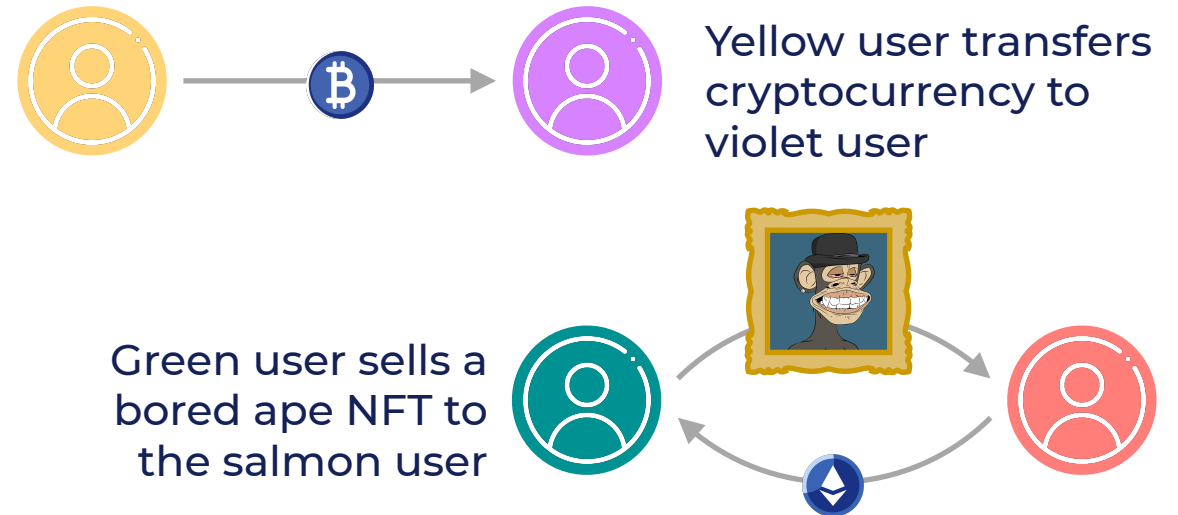 Yellow user transfers
cryptocurrency to
violet user
Green user sells a
bored ape NFT to
the salmon user